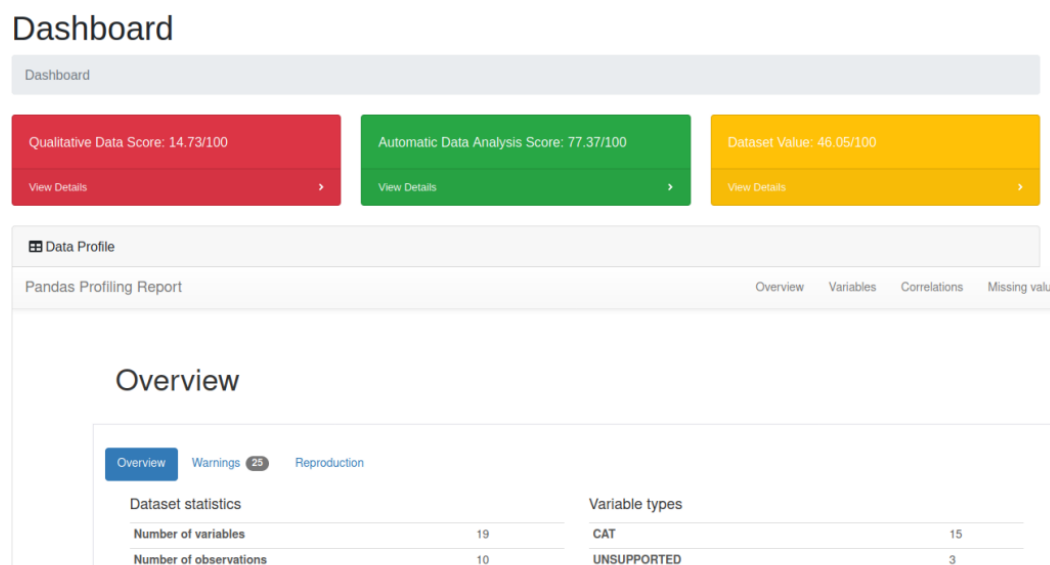 Dashboard
Dashboard
Qualitative Data Score: 14.73/100
View Details
Automatic Data Analysis Score: 77.37/100
View Details
Dataset Value: 46.05/100
View Details
Data Profile
Pandas Profiling Report Overview Variables Correlations Missing valu
Overview
Overview Warnings 25 Reproduction
Dataset statistics
Number of variables 19
Number of observations 10
Variable types
CAT 15
UNSUPPORTED 3